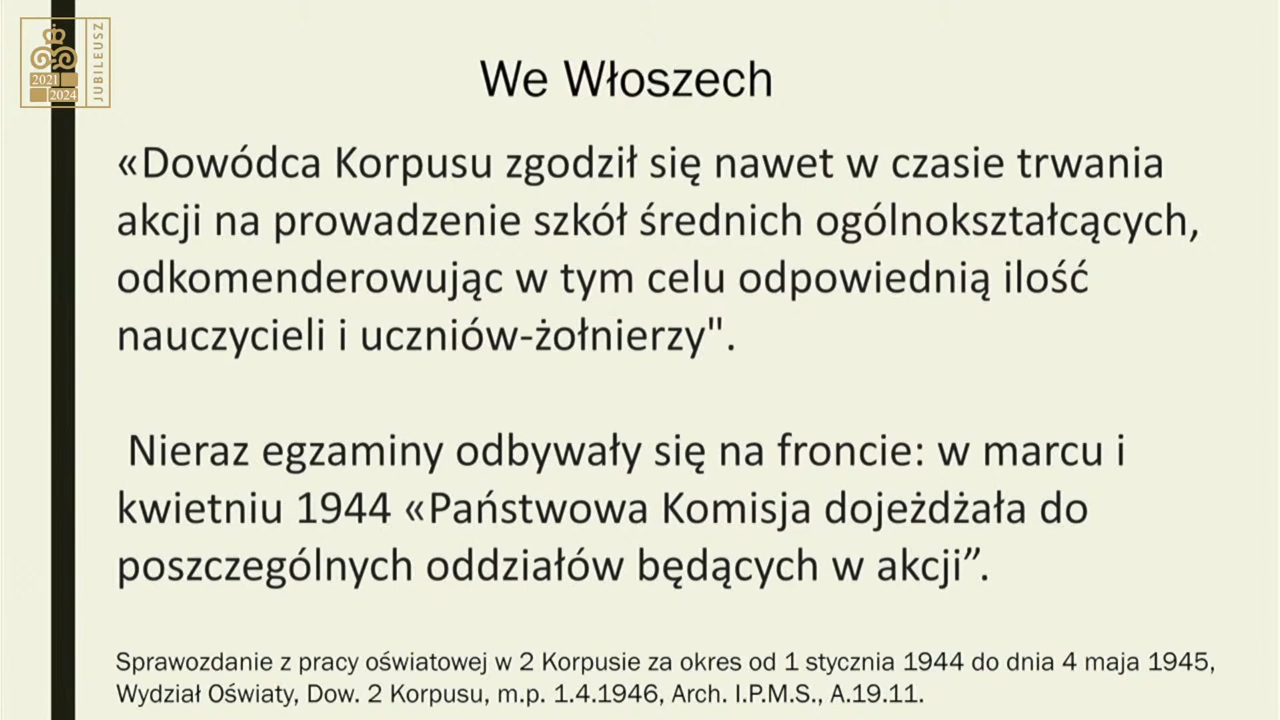 2021
2024
JUBILEUSZ
We Włoszech
«Dowódca Korpusu zgodził się nawet w czasie trwania
akcji na prowadzenie szkół średnich ogólnokształcących,
odkomenderowując w tym celu odpowiednią ilość
nauczycieli i uczniów-żołnierzy".
Nieraz egzaminy odbywały się na froncie: w marcu i
kwietniu 1944 «Państwowa Komisja dojeżdżała do
poszczególnych oddziałów będących w akcji”.
Sprawozdanie z pracy oświatowej w 2 Korpusie za okres od 1 stycznia 1944 do dnia 4 maja 1945,
Wydział Oświaty, Dow. 2 Korpusu, m.p. 1.4.1946, Arch. I.P.M.S., A.19.11.